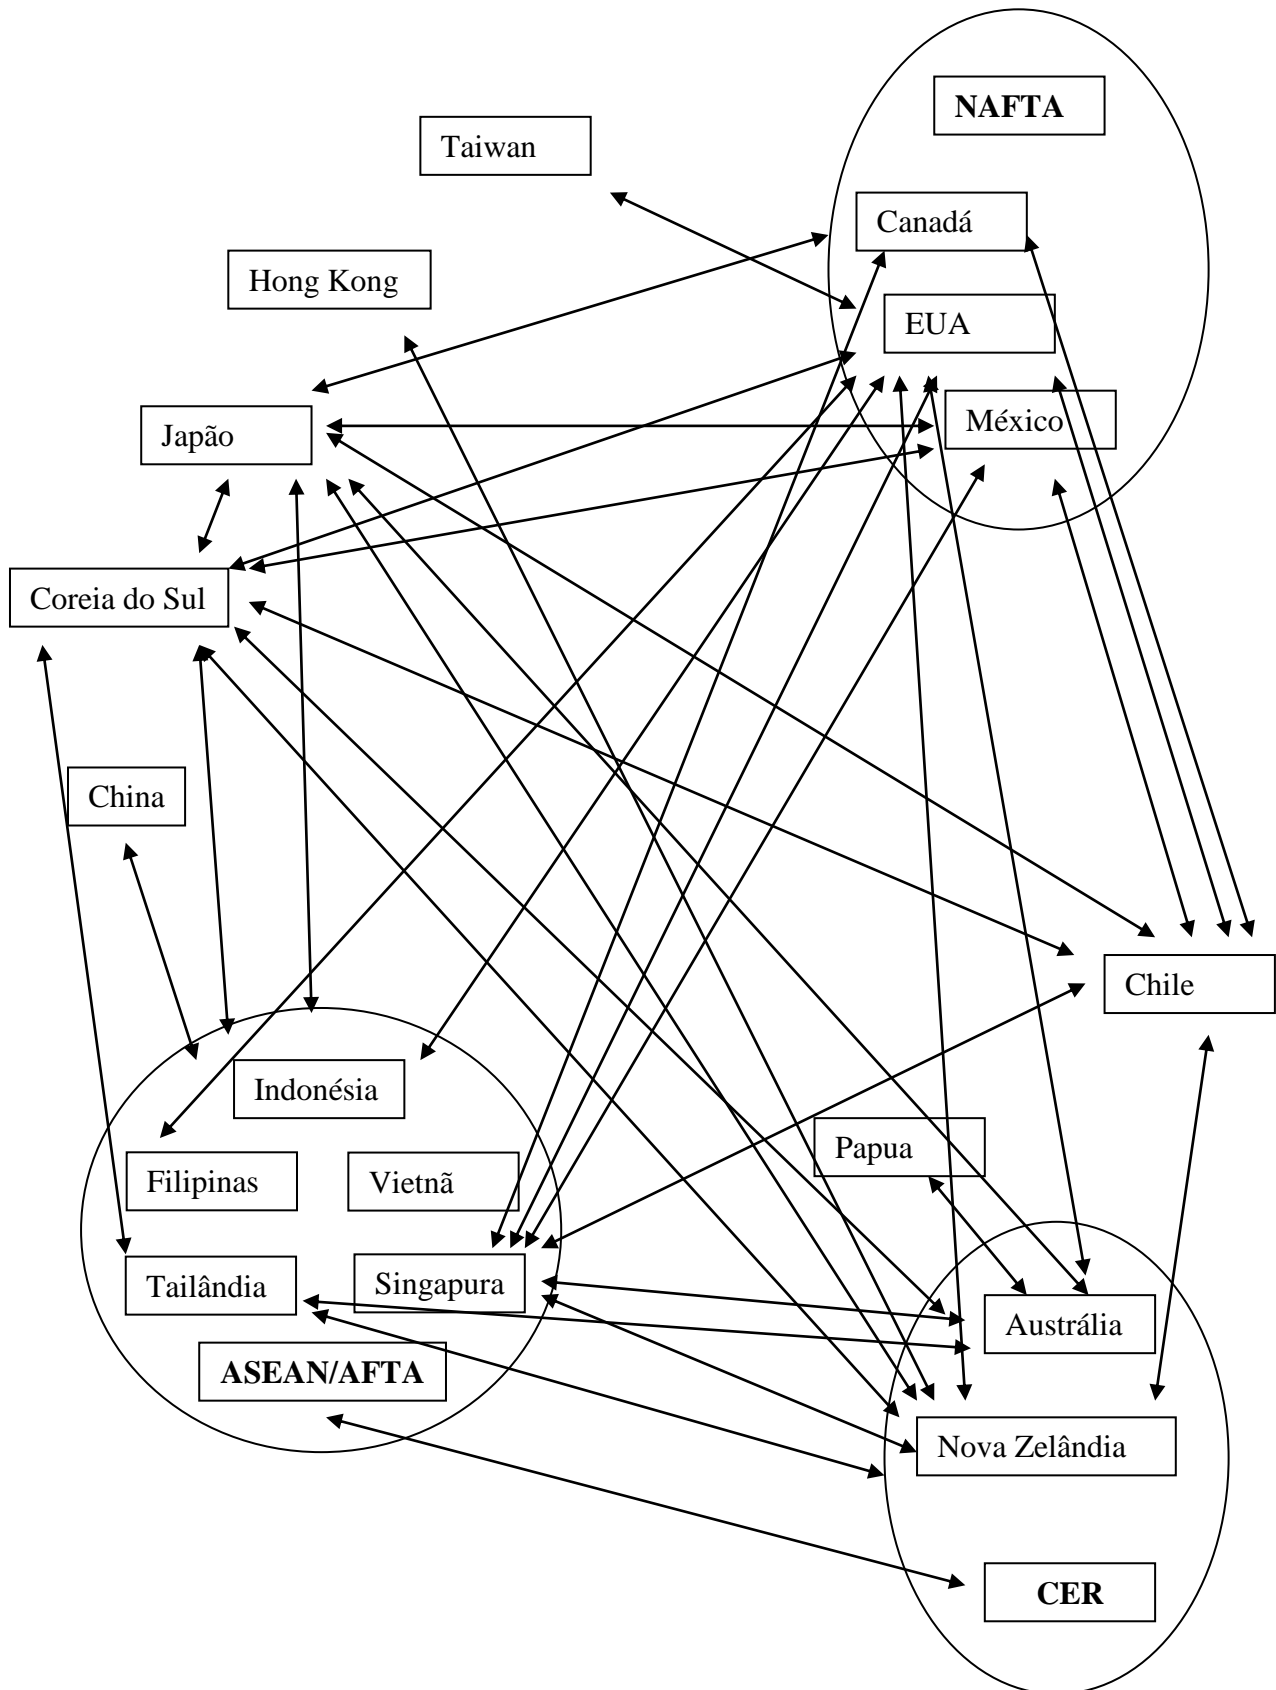 NAFTA
Taiwan
Canadá
Hong Kong
EUA
Japão
México
Coreia do Sul
China
Chile
Indonésia
Papua
Filipinas
Vietnã
Tailândia
Singapura
Austrália
ASEAN/AFTA
Nova Zelândia
CER